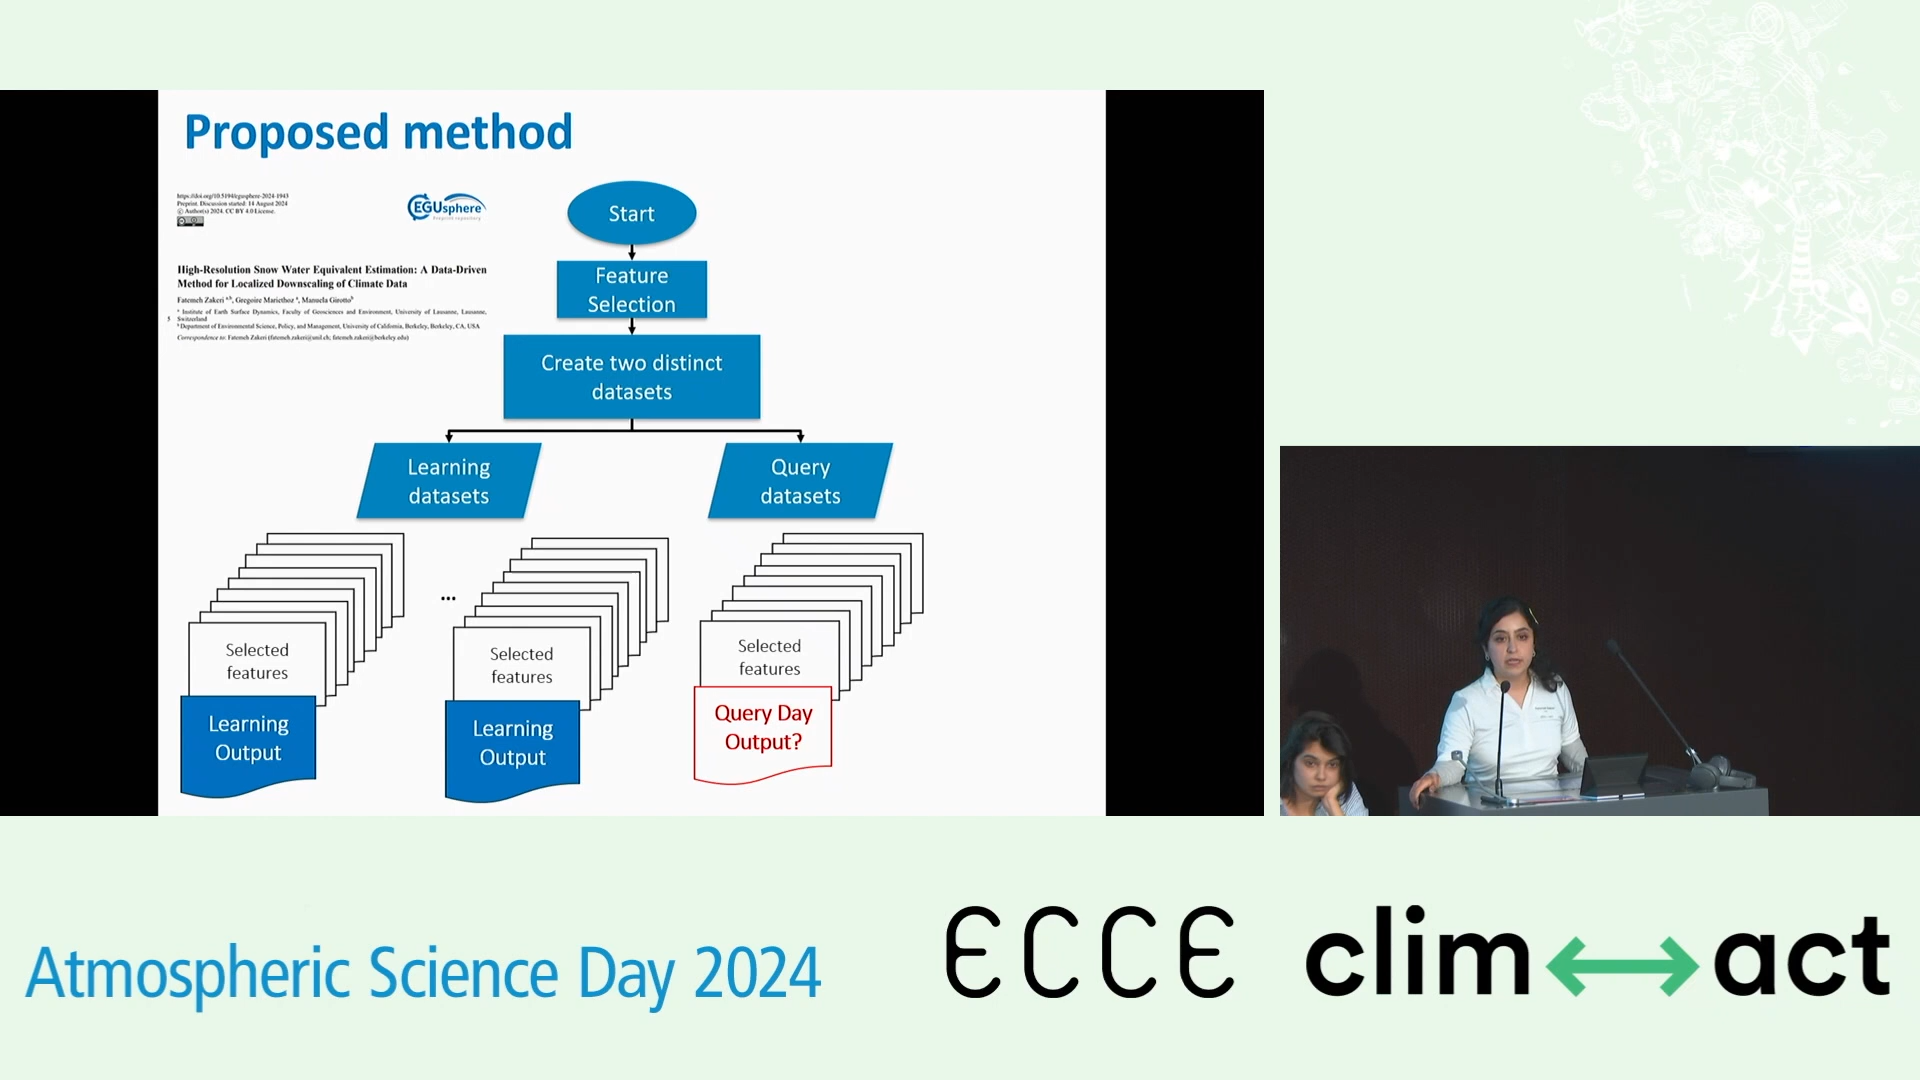 Proposed method
https://doi.org/10.5194/egusphere-2024-1943
Preprint. Discussion started: 14 August 2024
© Author(s) 2024. CC BY 4.0 License.
EGUsphere
Preprint repository
High-Resolution Snow Water Equivalent Estimation: A Data-Driven
Method for Localized Downscaling of Climate Data
Fatemeh Zakeri a,b, Gregoire Mariethoz a, Manuela Girotto b
a Institute of Earth Surface Dynamics, Faculty of Geosciences and Environment, University of Lausanne, Lausanne,
5 Switzerland
b Department of Environmental Science, Policy, and Management, University of California, Berkeley, Berkeley, CA, USA
Correspondence to: Fatemeh Zakeri (fatemeh.zakeri@unil.ch; fatemeh.zakeri@berkeley.edu)
Start
Feature
Selection
Create two distinct
datasets
Learning
datasets
Query
datasets
Selected
features
Learning
Output
...
Selected
features
Learning
Output
Selected
features
Query Day
Output?
Atmospheric Science Day 2024
ECCE
clim act